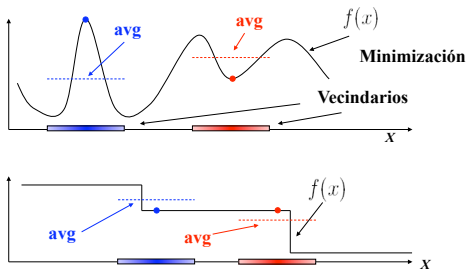 f(x)
avg
avg
Minimización
Vecindarios
X
f(x)
avg
avg
X